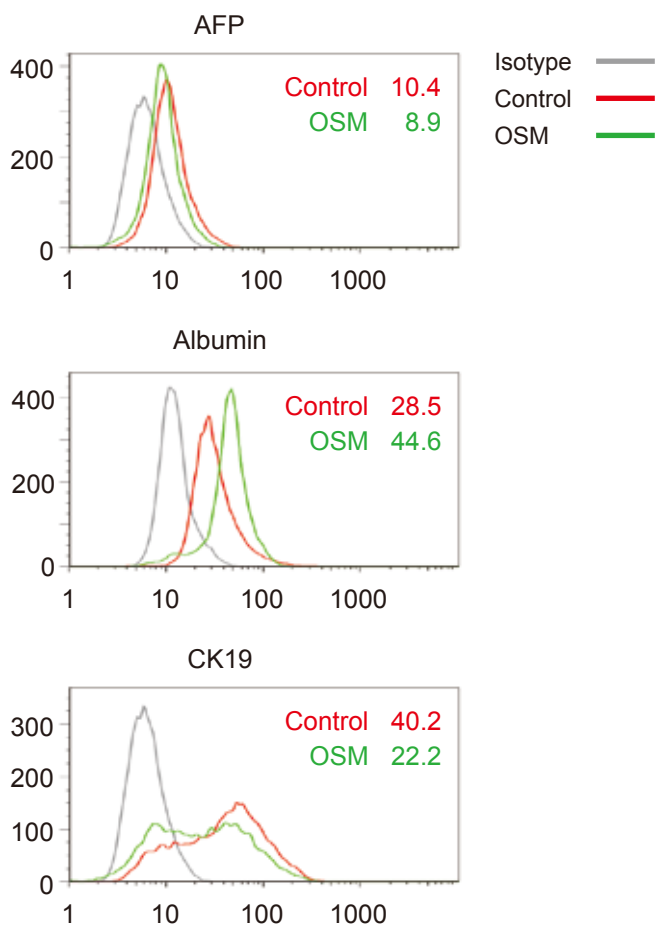 AFP
400
200
0
1 10 100 1000
Control 10.4
OSM 8.9
Isotype
Control
OSM
Albumin
400
200
0
1 10 100 1000
Control 28.5
OSM 44.6
CK19
300
200
100
0
1 10 100 1000
Control 40.2
OSM 22.2